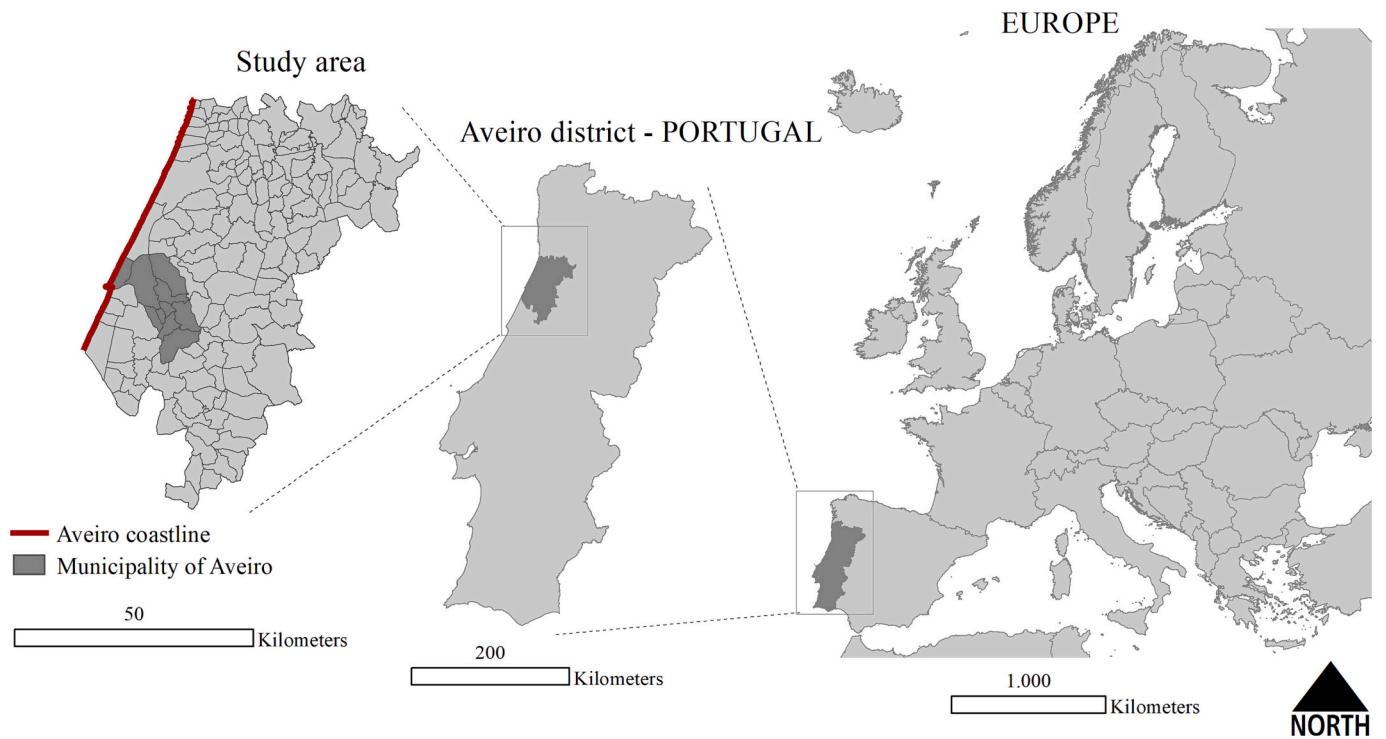 EUROPE
Study area
Aveiro district - PORTUGAL
Aveiro coastline
Municipality of Aveiro
50
Kilometers
200
Kilometers
1.000
Kilometers
NORTH